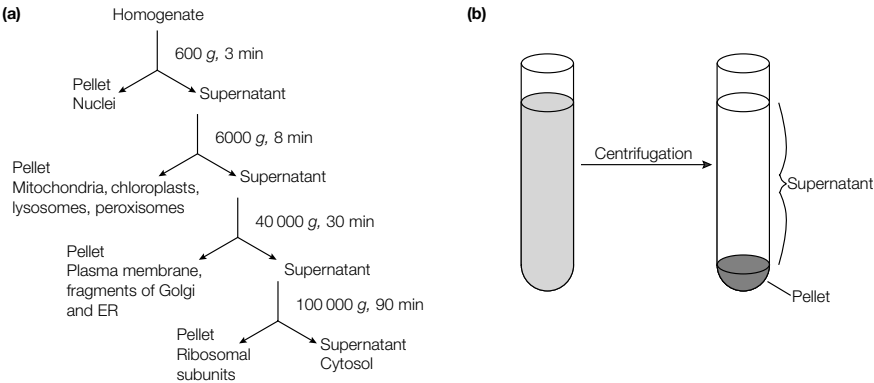 (a)
Homogenate
600 g, 3 min
Pellet
Nuclei
Supernatant
6000 g, 8 min
Pellet
Mitochondria, chloroplasts,
lysosomes, peroxisomes
Supernatant
40 000 g, 30 min
Pellet
Plasma membrane,
fragments of Golgi
and ER
Supernatant
100 000 g, 90 min
Pellet
Ribosomal
subunits
Supernatant
Cytosol
(b)
Centrifugation
Supernatant
Pellet